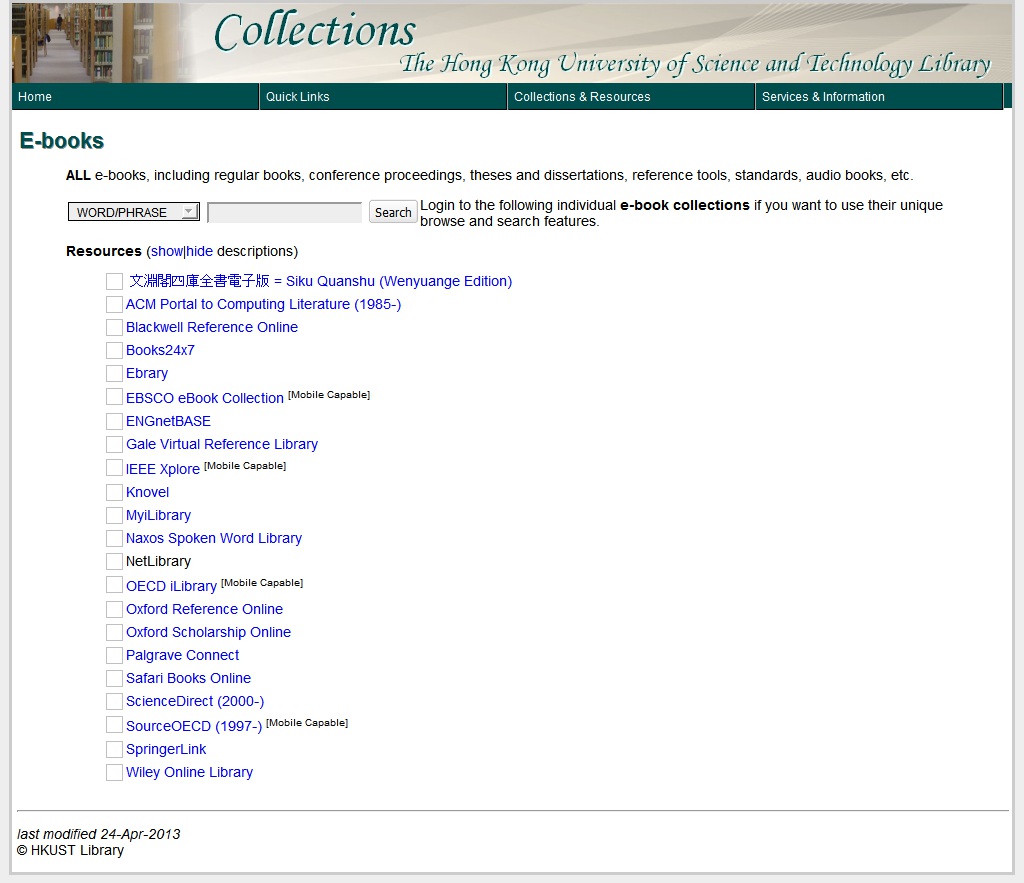 Collections
The Hong Kong University of Science and Technology Library
Home Quick Links Collections & Resources Services & Information
E-books
ALL e-books, including regular books, conference proceedings, theses and dissertations, reference tools, standards, audio books, etc.
WORD/PHRASE Search Login to the following individual e-book collections if you want to use their unique
browse and search features.
Resources (show|hide descriptions)
文淵閣四庫全書電子版 = Siku Quanshu (Wenyuange Edition)
ACM Portal to Computing Literature (1985-)
Blackwell Reference Online
Books24x7
Ebrary
EBSCO eBook Collection [Mobile Capable]
ENGnetBASE
Gale Virtual Reference Library
IEEE Xplore [Mobile Capable]
Knovel
MyiLibrary
Naxos Spoken Word Library
NetLibrary
OECD iLibrary [Mobile Capable]
Oxford Reference Online
Oxford Scholarship Online
Palgrave Connect
Safari Books Online
ScienceDirect (2000-)
SourceOECD (1997-) [Mobile Capable]
SpringerLink
Wiley Online Library
last modified 24-Apr-2013
© HKUST Library